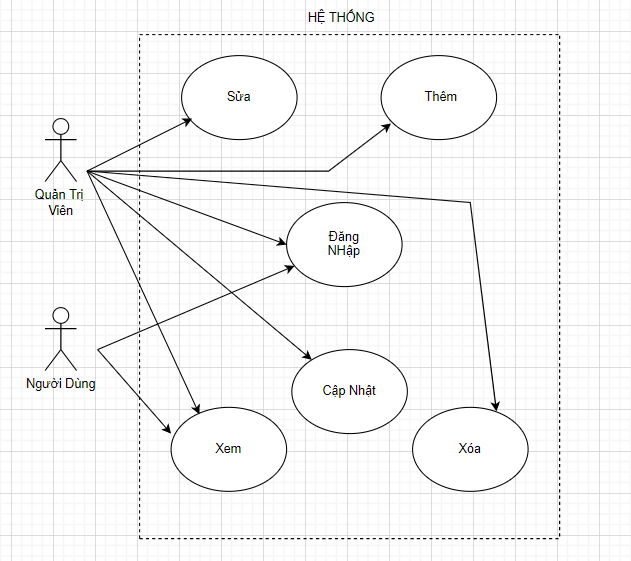 HỆ THỐNG
Sửa
Thêm
Quản Trị
Viên
Đăng
NHập
Người Dùng
Cập Nhật
Xem
Xóa